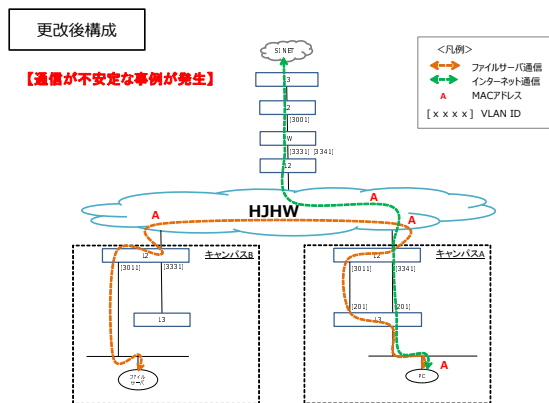 更改後構成
【通信が不安定な事例が発生】
SINET
<凡例>
ファイルサーバ通信
インターネット通信
A MACアドレス
[ｘｘｘｘ] VLAN ID
L3
L2
[3001]
FW
[3331] [3341]
L2
A
HJHW
A
A
キャンパスB
L2
[3011]
[3331]
L3
ファイル
サーバ
キャンパスA
L2
[3011]
[3341]
[201]
[201]
L3
A
PC